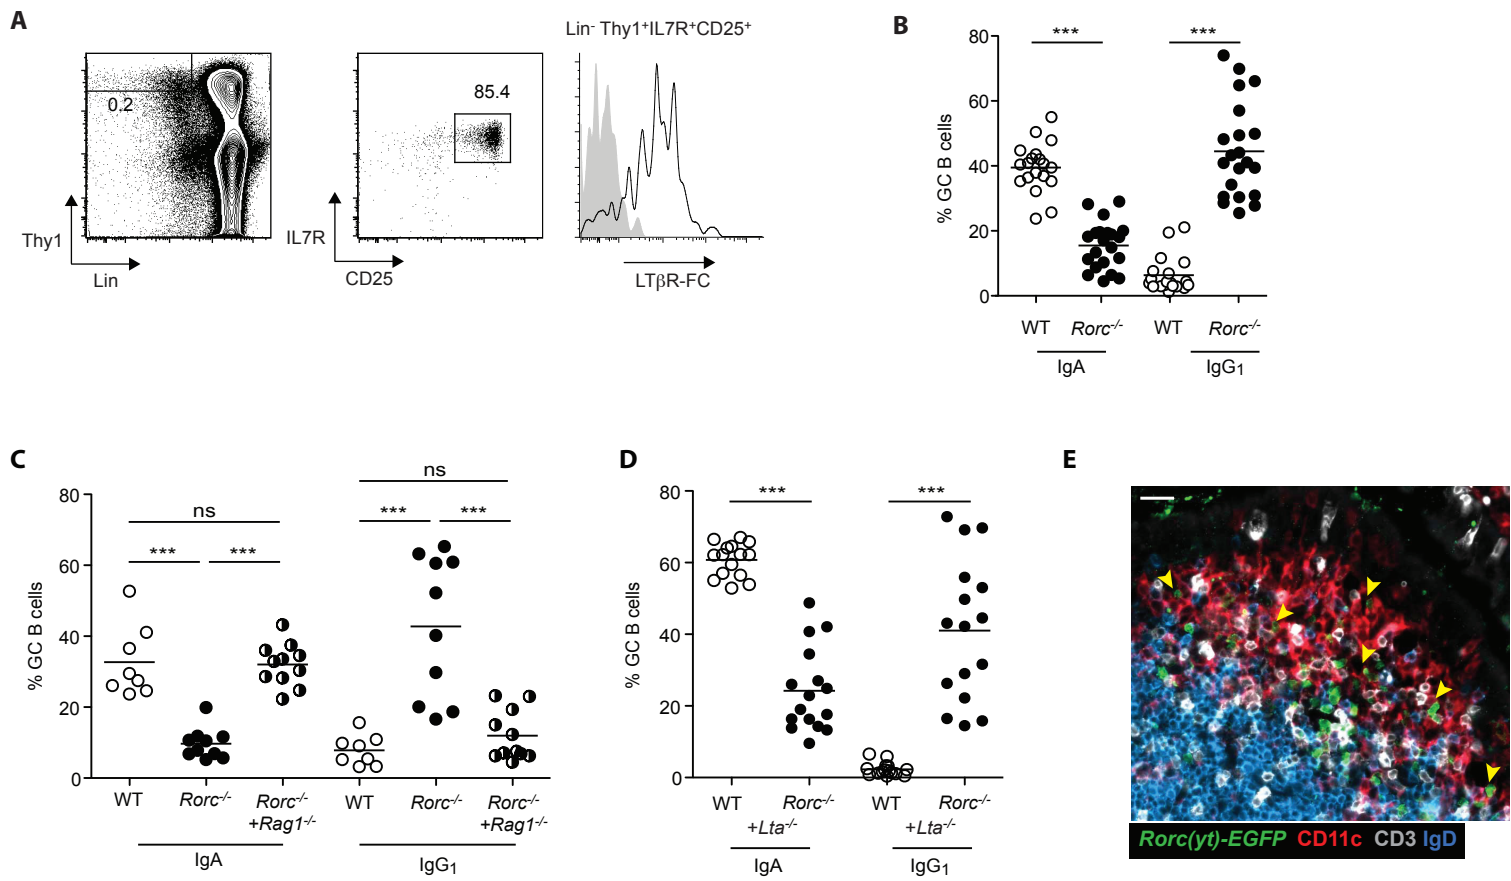 A
Lin- Thy1+IL7R+CD25+
0.2
Thy1
Lin
85.4
IL7R
CD25
LTβR-FC
B
% GC B cells
80
60
40
20
0
***
***
WT
Rorc-/-
WT
Rorc-/-
IgA
IgG1
C
% GC B cells
80
60
40
20
0
ns
***
***
ns
***
***
WT
Rorc-/-
Rorc-/-
+Rag1-/-
WT
Rorc-/-
Rorc-/-
+Rag1-/-
IgA
IgG1
D
% GC B cells
80
60
40
20
0
***
***
WT
Rorc-/-
+Lta-/-
WT
Rorc-/-
+Lta-/-
IgA
IgG1
E
Rorc(γt)-EGFP CD11c CD3 IgD